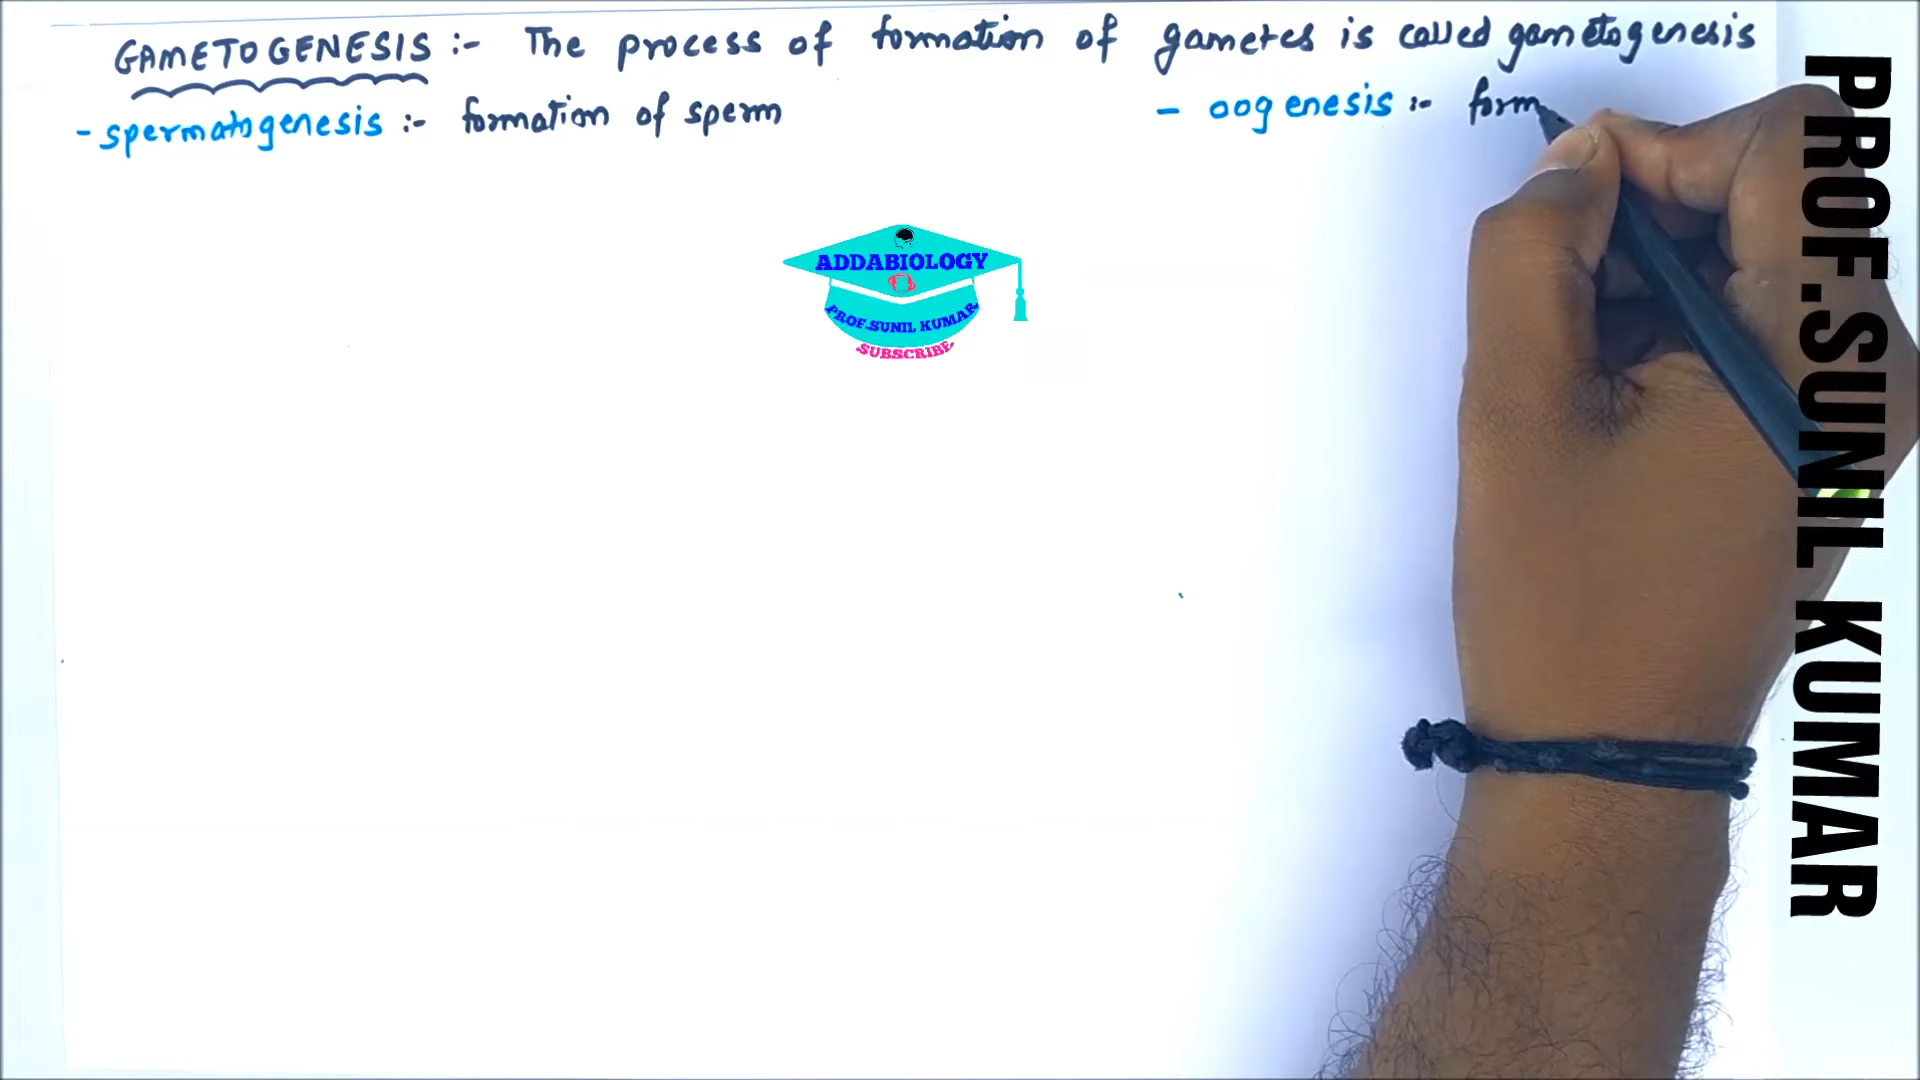 GAMETOGENESIS :- The process of formation of gametes is called gametogenesis
- spermatogenesis :- formation of sperm
- oogenesis :- form
ADDABIOLOGY
PROF.SUNIL KUMAR
SUBSCRIBE
PROF.SUNIL KUMAR